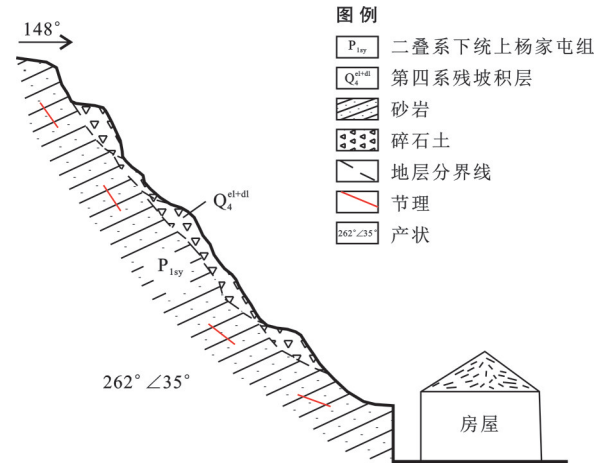 148°
图例
P1sy 二叠系下统上杨家屯组
Q4el+dl 第四系残坡积层
砂岩
碎石土
地层分界线
节理
262°∠35° 产状
Q4el+dl
P1sy
262°∠35°
房屋